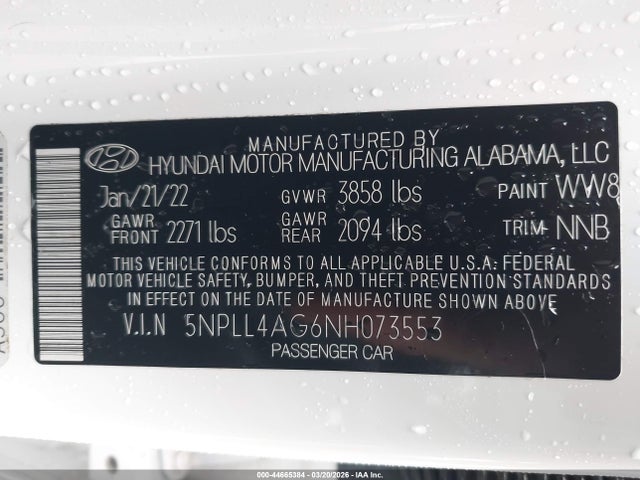 MANUFACTURED BY
HYUNDAI MOTOR MANUFACTURING ALABAMA, LLC
Jan/21/22 GVWR 3858 lbs PAINT WW8
GAWR FRONT 2271 lbs GAWR REAR 2094 lbs TRIM NNB
THIS VEHICLE CONFORMS TO ALL APPLICABLE U.S.A: FEDERAL
MOTOR VEHICLE SAFETY, BUMPER, AND THEFT PREVENTION STANDARDS
IN EFFECT ON THE DATE OF MANUFACTURE SHOWN ABOVE.
V.I.N 5NPLL4AG6NH073553
PASSENGER CAR
000-44665384 - 03/20/2026 - COPYRIGHT IAA, LLC